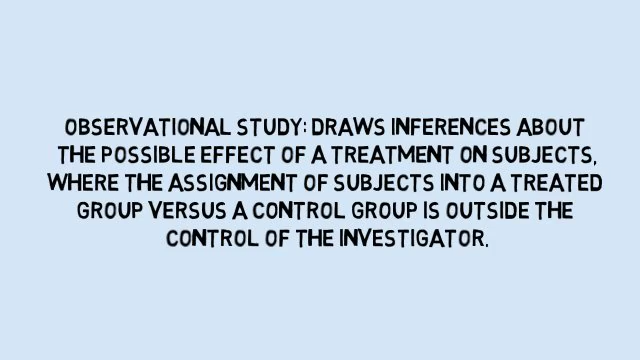 OBSERVATIONAL STUDY: DRAWS INFERENCES ABOUT
THE POSSIBLE EFFECT OF A TREATMENT ON SUBJECTS,
WHERE THE ASSIGNMENT OF SUBJECTS INTO A TREATED
GROUP VERSUS A CONTROL GROUP IS OUTSIDE THE
CONTROL OF THE INVESTIGATOR.